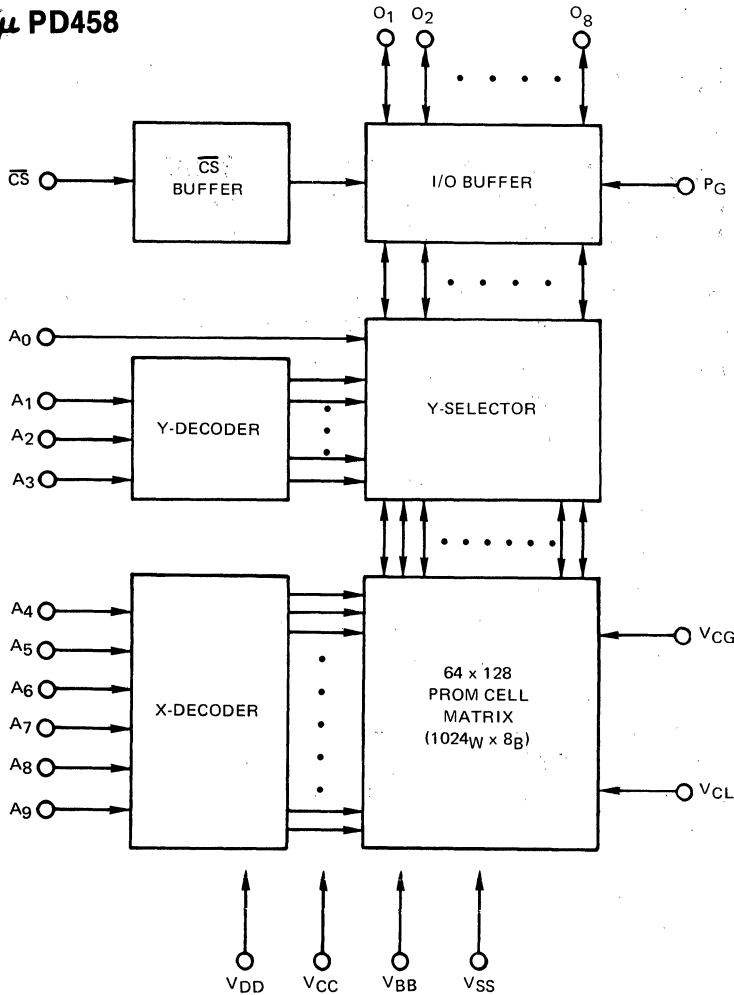 μ PD458
O1 O2 O8
CS
CS
BUFFER
I/O BUFFER
PG
A0
A1
A2
A3
Y-DECODER
Y-SELECTOR
A4
A5
A6
A7
A8
A9
X-DECODER
64 x 128
PROM CELL
MATRIX
(1024W x 8B)
VCG
VCL
VDD VCC VBB VSS